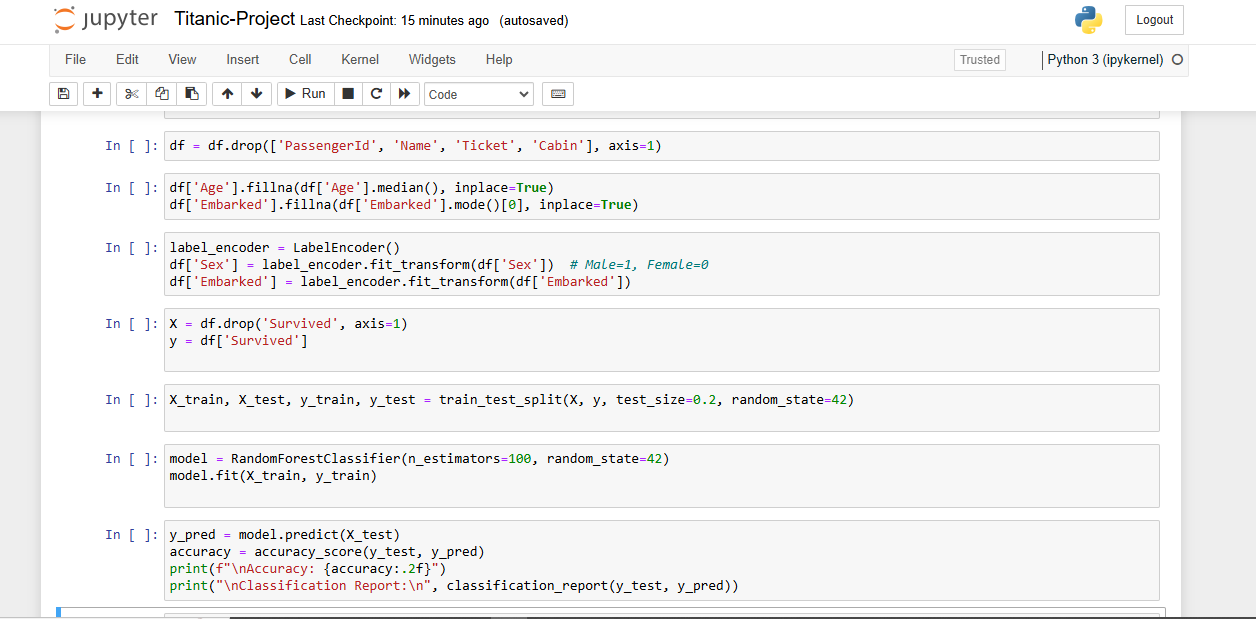 jupyter Titanic-Project Last Checkpoint: 15 minutes ago (autosaved)
Logout
File Edit View Insert Cell Kernel Widgets Help
Trusted
Python 3 (ipykernel)
Run
Code
In [ ]: df = df.drop(['PassengerId', 'Name', 'Ticket', 'Cabin'], axis=1)
In [ ]: df['Age'].fillna(df['Age'].median(), inplace=True)
df['Embarked'].fillna(df['Embarked'].mode()[0], inplace=True)
In [ ]: label_encoder = LabelEncoder()
df['Sex'] = label_encoder.fit_transform(df['Sex'])  # Male=1, Female=0
df['Embarked'] = label_encoder.fit_transform(df['Embarked'])
In [ ]: X = df.drop('Survived', axis=1)
y = df['Survived']
In [ ]: X_train, X_test, y_train, y_test = train_test_split(X, y, test_size=0.2, random_state=42)
In [ ]: model = RandomForestClassifier(n_estimators=100, random_state=42)
model.fit(X_train, y_train)
In [ ]: y_pred = model.predict(X_test)
accuracy = accuracy_score(y_test, y_pred)
print(f"\nAccuracy: {accuracy:.2f}")
print("\nClassification Report:\n", classification_report(y_test, y_pred))